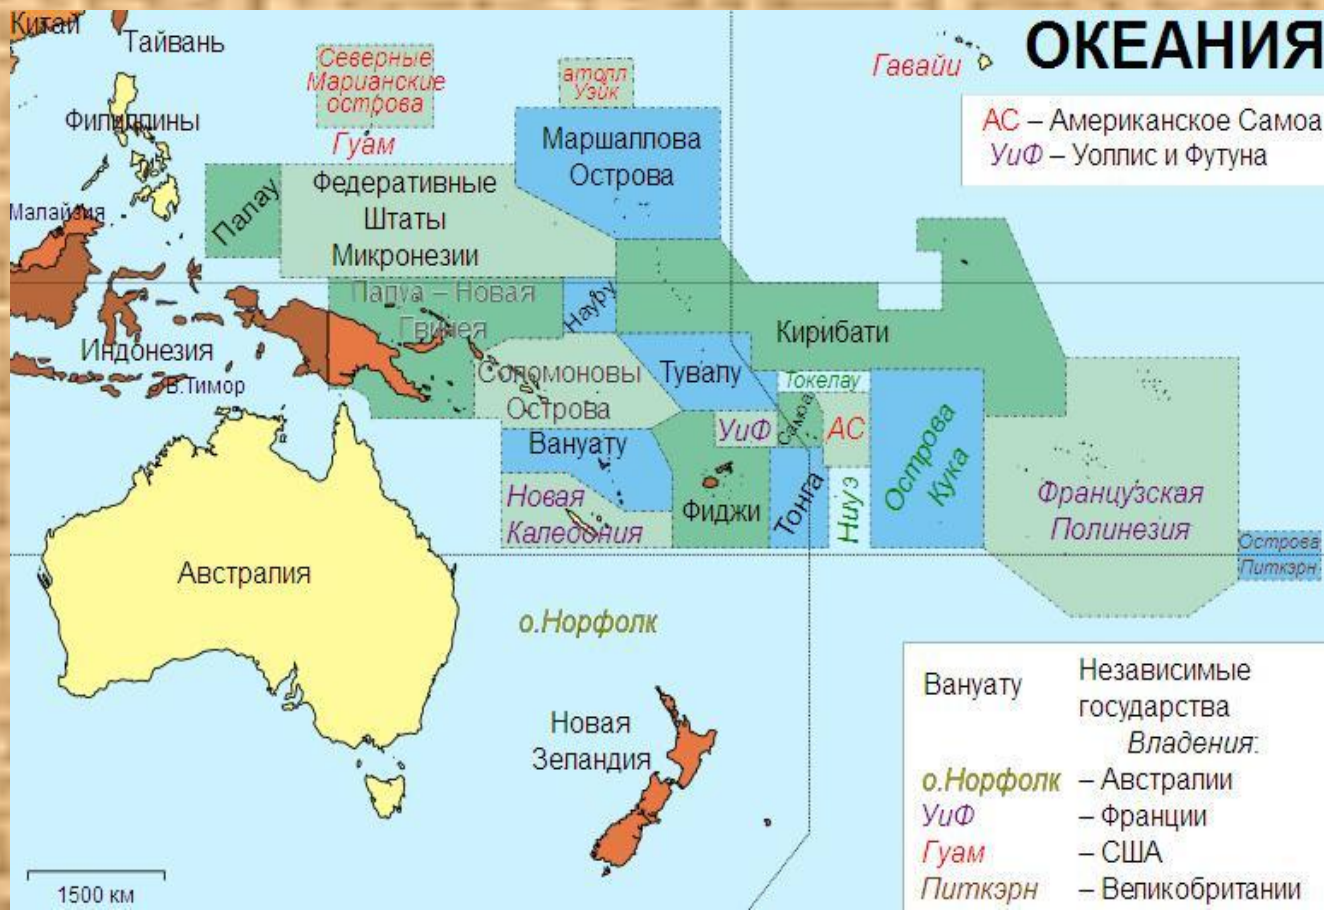 ОКЕАНИЯ
Китай
Тайвань
Северные
Марианские
острова
Гуам
атолл
Уэйк
Гавайи
АС – Американское Самоа
УиФ – Уоллис и Футуна
Филиппины
Маршаллова
Острова
Малайзия
Палау
Федеративные
Штаты
Микронезии
Папуа – Новая
Гвинея
Науру
Кирибати
Индонезия
В.Тимор
Соломоновы
Острова
Тувалу
Токелау
Самоа
УиФ
АС
Острова
Кука
Вануату
Новая
Каледония
Фиджи
Тонга
Ниуэ
Французская
Полинезия
Острова
Питкэрн
Австралия
о.Норфолк
Новая
Зеландия
1500 км
Вануату Независимые
государства
Владения:
о.Норфолк – Австралии
УиФ – Франции
Гуам – США
Питкэрн – Великобритании